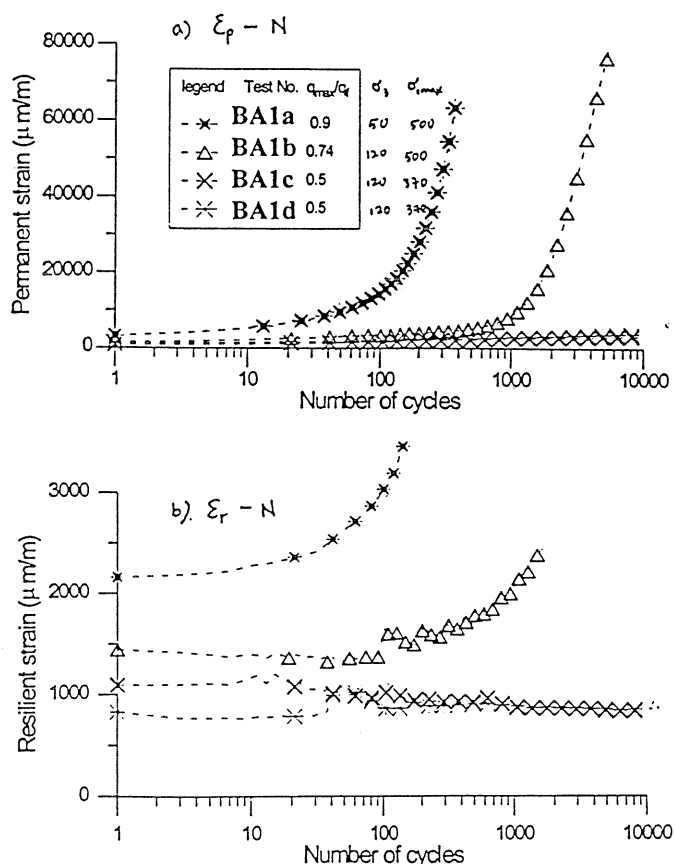 a) εp - N
80000
60000
40000
20000
0
Permanent strain (μm/m)
legend Test No. qmax/qf σ3 σ1max
BA1a 0.9 50 500
BA1b 0.74 120 500
BA1c 0.5 120 370
BA1d 0.5 120 370
1 10 100 1000 10000
Number of cycles
b). εr - N
3000
2000
1000
0
Resilient strain (μm/m)
1 10 100 1000 10000
Number of cycles